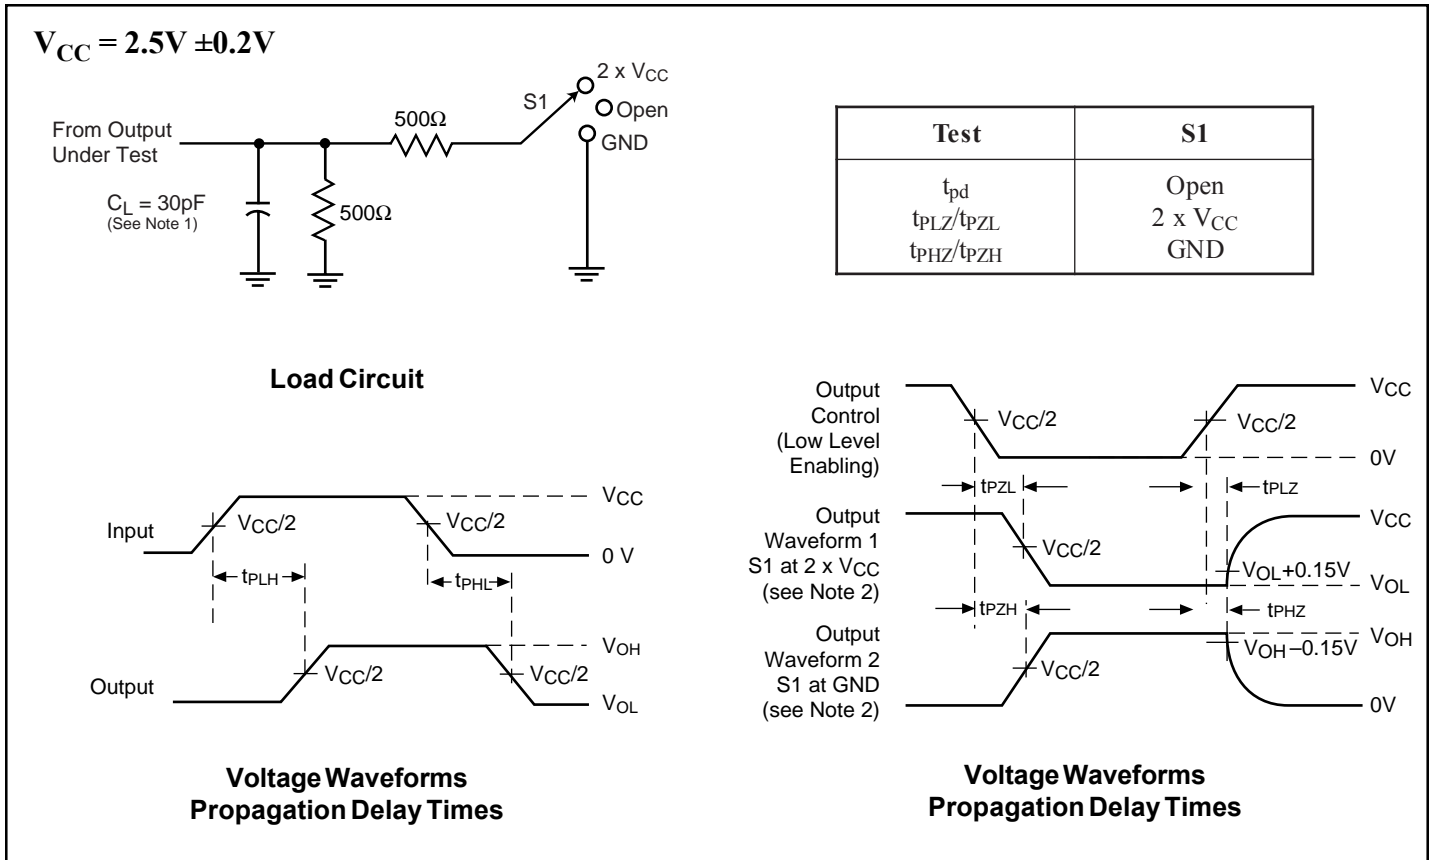 VCC = 2.5V ±0.2V
From Output
Under Test
CL = 30pF
(See Note 1)
500Ω
500Ω
S1
2 x VCC
Open
GND
Load Circuit
Test S1
tpd Open
tPLZ/tPZL 2 x VCC
tPHZ/tPZH GND
Input
VCC/2
VCC/2
VCC
0 V
tPLH
tPHL
Output
VCC/2
VCC/2
VOH
VOL
Voltage Waveforms
Propagation Delay Times
Output
Control
(Low Level
Enabling)
VCC/2
VCC/2
VCC
0V
tPZL
tPLZ
Output
Waveform 1
S1 at 2 x VCC
(see Note 2)
VCC/2
VCC
VOL+0.15V
VOL
tPZH
tPHZ
Output
Waveform 2
S1 at GND
(see Note 2)
VCC/2
VOH
VOH–0.15V
0V
Voltage Waveforms
Propagation Delay Times